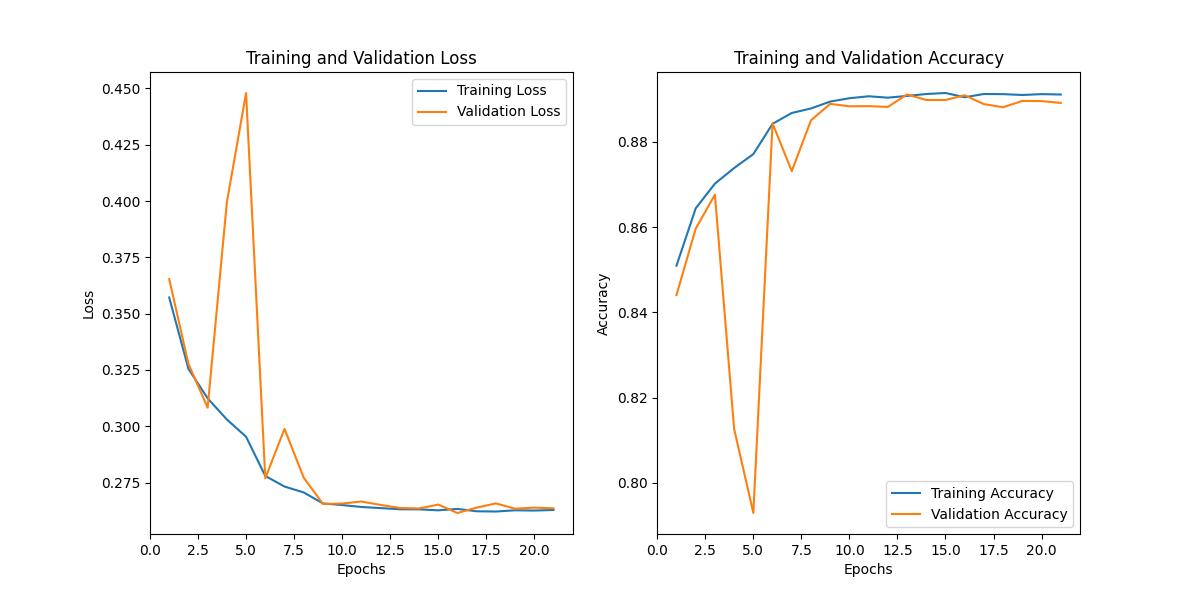 Training and Validation Loss
0.450
0.425
0.400
0.375
0.350
0.325
0.300
0.275
Loss
Training Loss
Validation Loss
0.0 2.5 5.0 7.5 10.0 12.5 15.0 17.5 20.0
Epochs
Training and Validation Accuracy
0.88
0.86
0.84
0.82
0.80
Accuracy
Training Accuracy
Validation Accuracy
0.0 2.5 5.0 7.5 10.0 12.5 15.0 17.5 20.0
Epochs